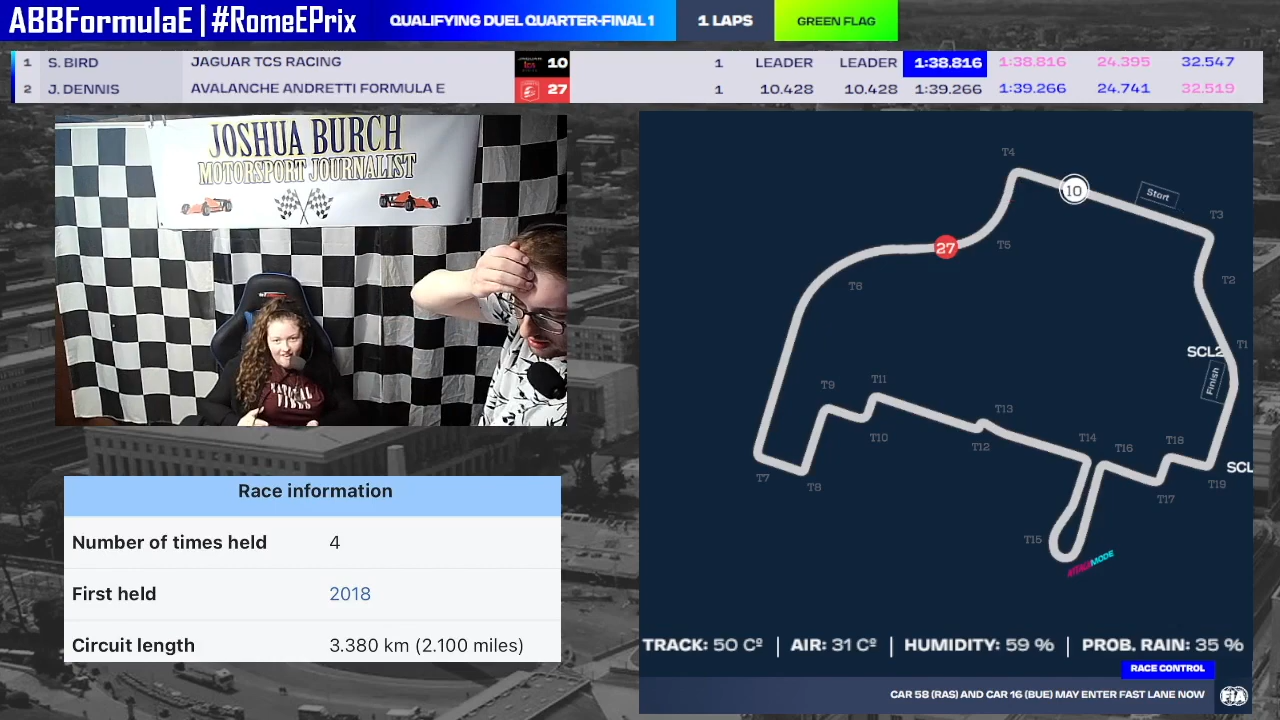 ABBFormulaE | #RomeEPrix
QUALIFYING DUEL QUARTER-FINAL 1
1 LAPS
GREEN FLAG
1 S. BIRD JAGUAR TCS RACING 10 1 LEADER LEADER 1:38.816 1:38.816 24.395 32.547
2 J. DENNIS AVALANCHE ANDRETTI FORMULA E 27 1 10.428 10.428 1:39.266 1:39.266 24.741 32.519
JOSHUA BURCH
MOTORSPORT JOURNALIST
Race information
Number of times held 4
First held 2018
Circuit length 3.380 km (2.100 miles)
T4
10
Start
T3
27
T5
T2
T6
T1
SCL2
Finish
T9
T11
T13
T10
T12
T14
T16
T18
SCL
T7
T8
T17
T19
T15
ATTACKMODE
TRACK: 50 Cº | AIR: 31 Cº | HUMIDITY: 59 % | PROB. RAIN: 35 %
RACE CONTROL
CAR 58 (RAS) AND CAR 16 (BUE) MAY ENTER FAST LANE NOW
FIA